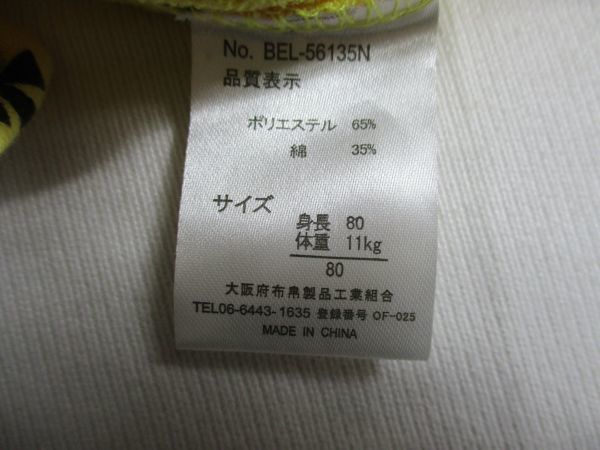 No. BEL-56135N
品質表示
ポリエステル 65%
綿 35%
サイズ
身長 80
体重 11kg
80
大阪府布帛製品工業組合
TEL06-6443-1635 登録番号 OF-025
MADE IN CHINA